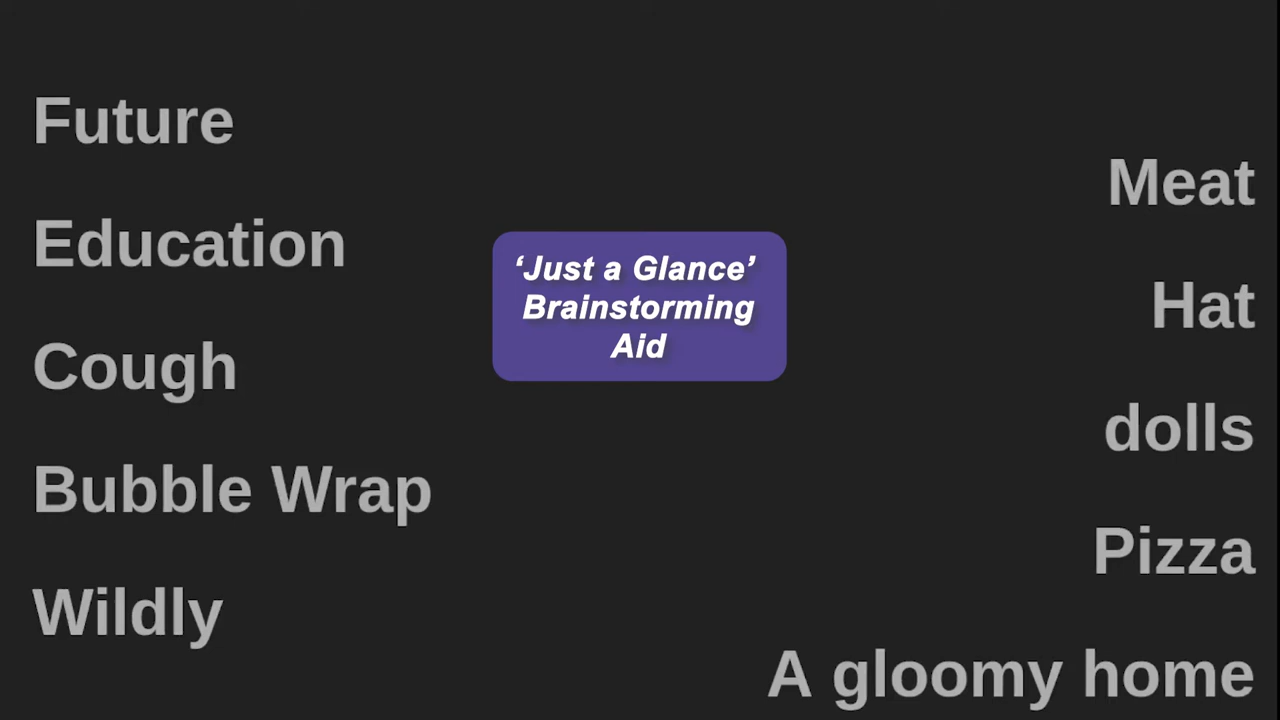 Future
Education
Cough
Bubble Wrap
Wildly
‘Just a Glance’
Brainstorming
Aid
Meat
Hat
dolls
Pizza
A gloomy home